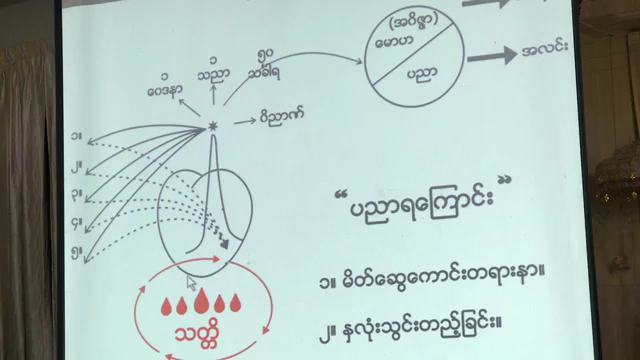 (အဝိဇ္ဇာ)
မောဟ
ပညာ
အလင်း
၁
ဝေဒနာ
၁
သညာ
၅၀
သင်္ခါရ
ဝိညာဏ်
၁။
၂။
၃။
၄။
၅။
သတ္တိ
“ပညာရကြောင်း”
၁။ မိတ်ဆွေကောင်းတရားနာ။
၂။ နှလုံးသွင်းတည့်ခြင်း။